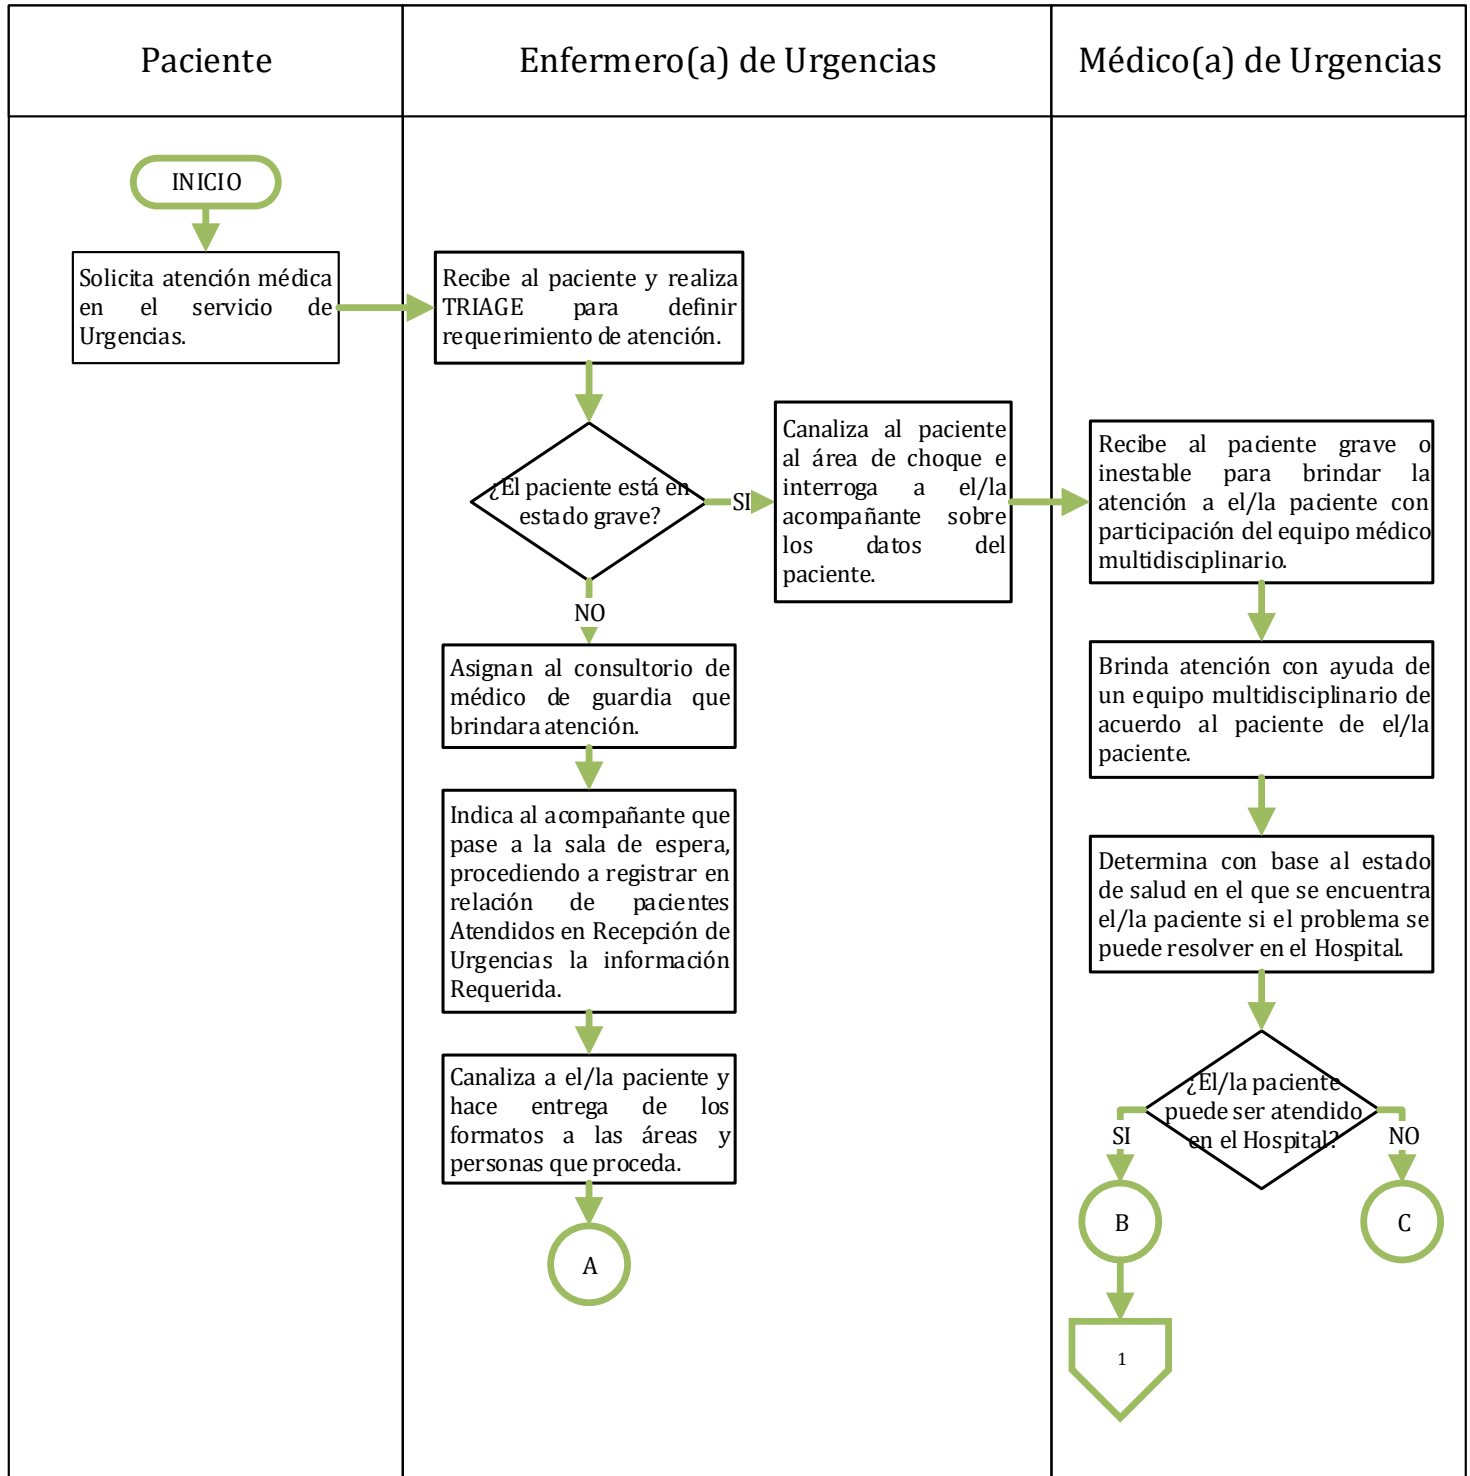 Paciente
Enfermero(a) de Urgencias
Médico(a) de Urgencias
INICIO
Solicita atención médica
en el servicio de
Urgencias.
Recibe al paciente y realiza
TRIAGE para definir
requerimiento de atención.
¿El paciente está en
estado grave?
SI
Canaliza al paciente
al área de choque e
interroga a el/la
acompañante sobre
los datos del
paciente.
Recibe al paciente grave o
inestable para brindar la
atención a el/la paciente con
participación del equipo médico
multidisciplinario.
NO
Asignan al consultorio de
médico de guardia que
brindara atención.
Brinda atención con ayuda de
un equipo multidisciplinario de
acuerdo al paciente de el/la
paciente.
Indica al acompañante que
pase a la sala de espera,
procediendo a registrar en
relación de pacientes
Atendidos en Recepción de
Urgencias la información
Requerida.
Determina con base al estado
de salud en el que se encuentra
el/la paciente si el problema se
puede resolver en el Hospital.
Canaliza a el/la paciente y
hace entrega de los
formatos a las áreas y
personas que proceda.
¿El/la paciente
puede ser atendido
en el Hospital?
SI
NO
A
B
C
1